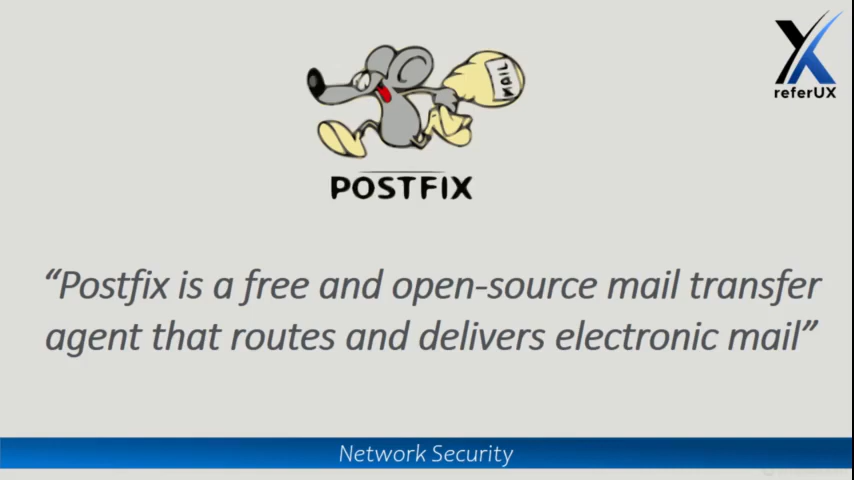 referUX
MAIL
POSTFIX
“Postfix is a free and open-source mail transfer
agent that routes and delivers electronic mail”
Network Security